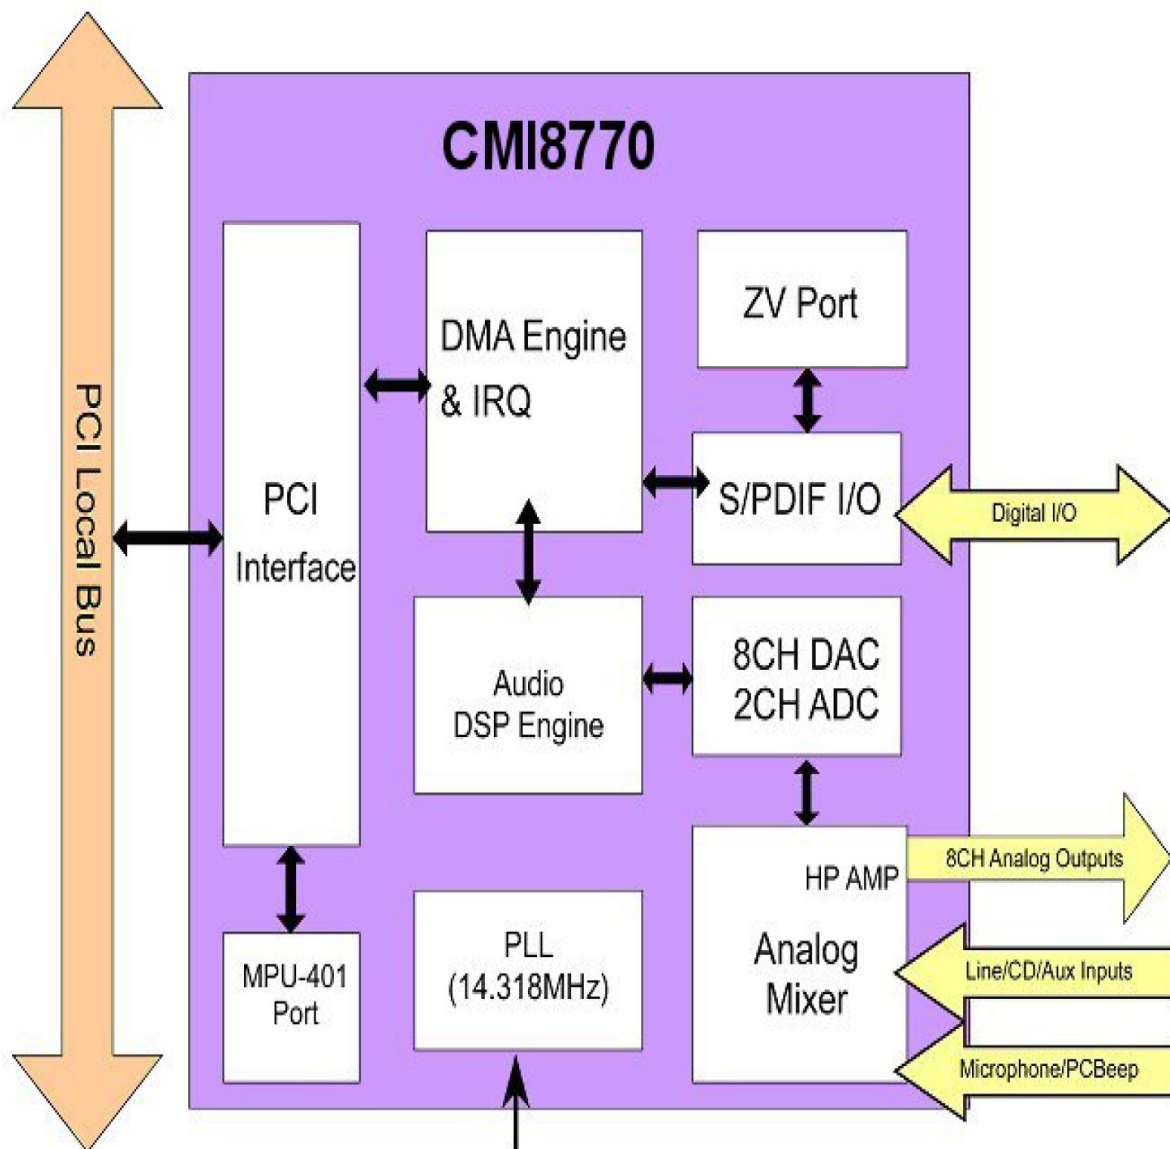 CMI8770
PCI Local Bus
PCI
Interface
DMA Engine
& IRQ
ZV Port
S/PDIF I/O
Digital I/O
Audio
DSP Engine
8CH DAC
2CH ADC
HP AMP
8CH Analog Outputs
Analog
Mixer
Line/CD/Aux Inputs
Microphone/PCBeep
MPU-401
Port
PLL
(14.318MHz)